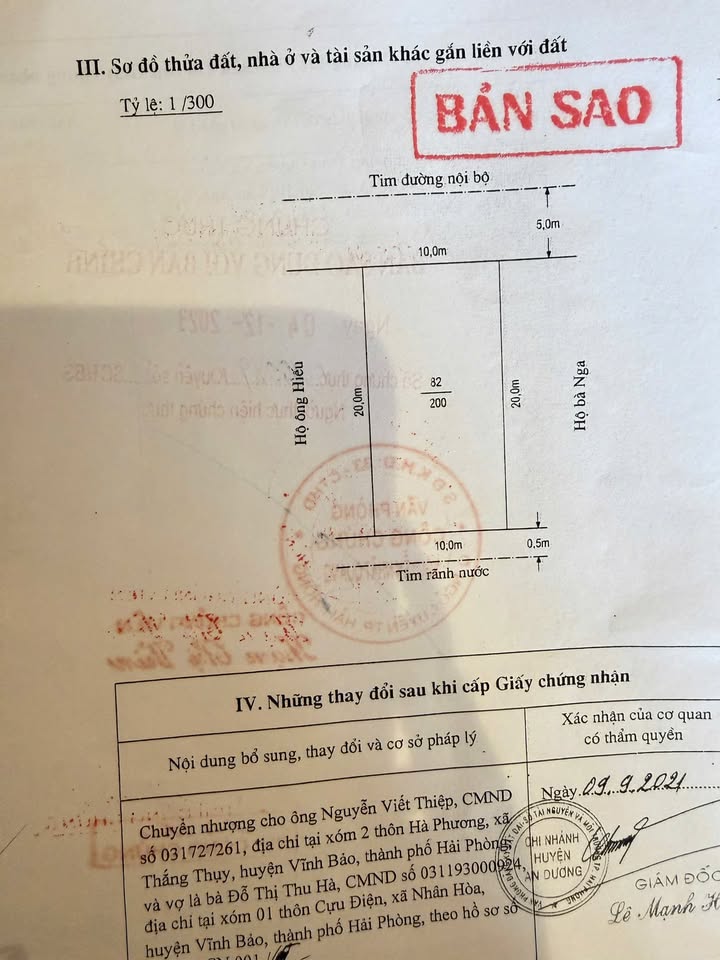 III. Sơ đồ thửa đất, nhà ở và tài sản khác gắn liền với đất
Tỷ lệ: 1 /300
BẢN SAO
Tim đường nội bộ
5,0m
10,0m
Hộ ông Hiếu
20,0m
82
200
20,0m
Hộ bà Nga
10,0m
0,5m
Tim rãnh nước
IV. Những thay đổi sau khi cấp Giấy chứng nhận
Nội dung bổ sung, thay đổi và cơ sở pháp lý
Xác nhận của cơ quan
có thẩm quyền
Chuyển nhượng cho ông Nguyễn Viết Thiệp, CMND
số 031727261, địa chỉ tại xóm 2 thôn Hà Phương, xã
Thắng Thụy, huyện Vĩnh Bảo, thành phố Hải Phòng
và vợ là bà Đỗ Thị Thu Hà, CMND số
địa chỉ tại xóm 01 thôn Cựu Điện, xã Nhân Hòa,
huyện Vĩnh Bảo, thành phố Hải Phòng, theo hồ sơ số
Ngày 09.9.2021
CHI NHÁNH
HUYỆN
AN DƯƠNG
GIÁM ĐỐC
Lê Mạnh